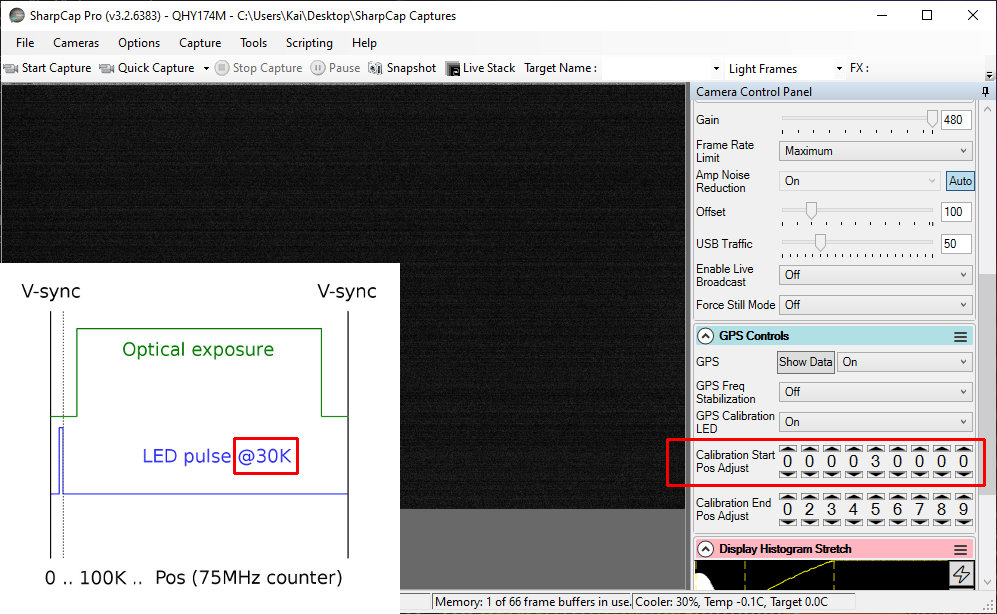 SharpCap Pro (v3.2.6383) - QHY174M - C:\Users\Kai\Desktop\SharpCap Captures
File Cameras Options Capture Tools Scripting Help
Start Capture Quick Capture Stop Capture Pause Snapshot Live Stack Target Name : Light Frames FX :
Camera Control Panel
Gain 480
Frame Rate
Limit Maximum
Amp Noise
Reduction On Auto
Offset 100
USB Traffic 50
Enable Live
Broadcast Off
Force Still Mode Off
GPS Controls
GPS Show Data On
GPS Freq
Stabilization Off
GPS Calibration
LED On
Calibration Start
Pos Adjust 0 0 0 0 3 0 0 0 0
Calibration End
Pos Adjust 0 2 3 4 5 6 7 8 9
Display Histogram Stretch
V-sync V-sync
Optical exposure
LED pulse @30K
0 .. 100K .. Pos (75MHz counter)
Memory: 1 of 66 frame buffers in use. Cooler: 30%, Temp -0.1C, Target 0.0C